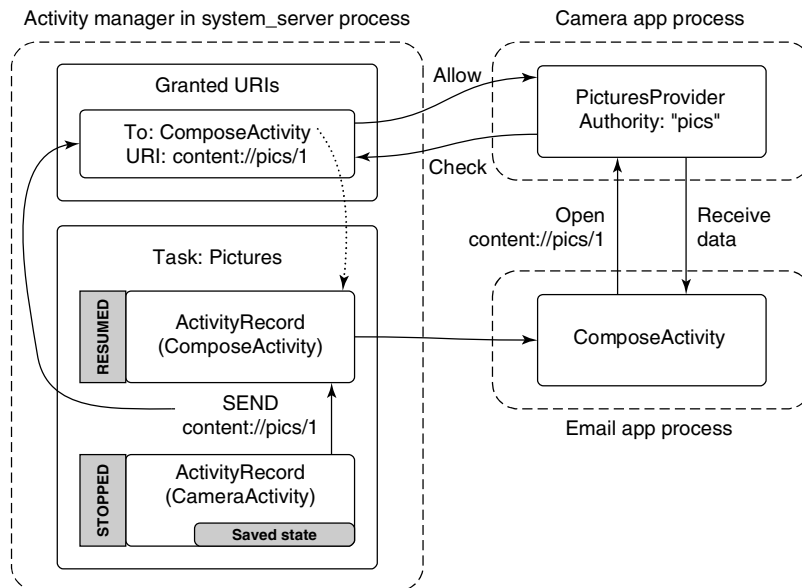 Activity manager in system_server process
Camera app process
Granted URIs
To: ComposeActivity
URI: content://pics/1
Allow
PicturesProvider
Authority: "pics"
Check
Open
content://pics/1
Receive
data
Task: Pictures
RESUMED
ActivityRecord
(ComposeActivity)
ComposeActivity
SEND
content://pics/1
Email app process
STOPPED
ActivityRecord
(CameraActivity)
Saved state